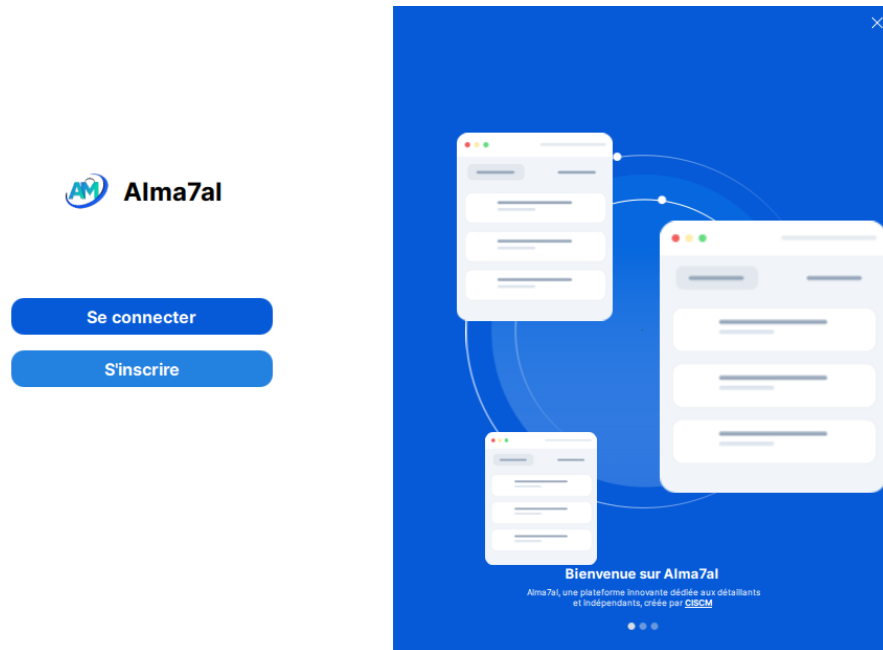 AM
Alma7al
Se connecter
S'inscrire
Bienvenue sur Alma7al
Alma7al, une plateforme innovante dédiée aux détaillants
et indépendants, créée par CISCM